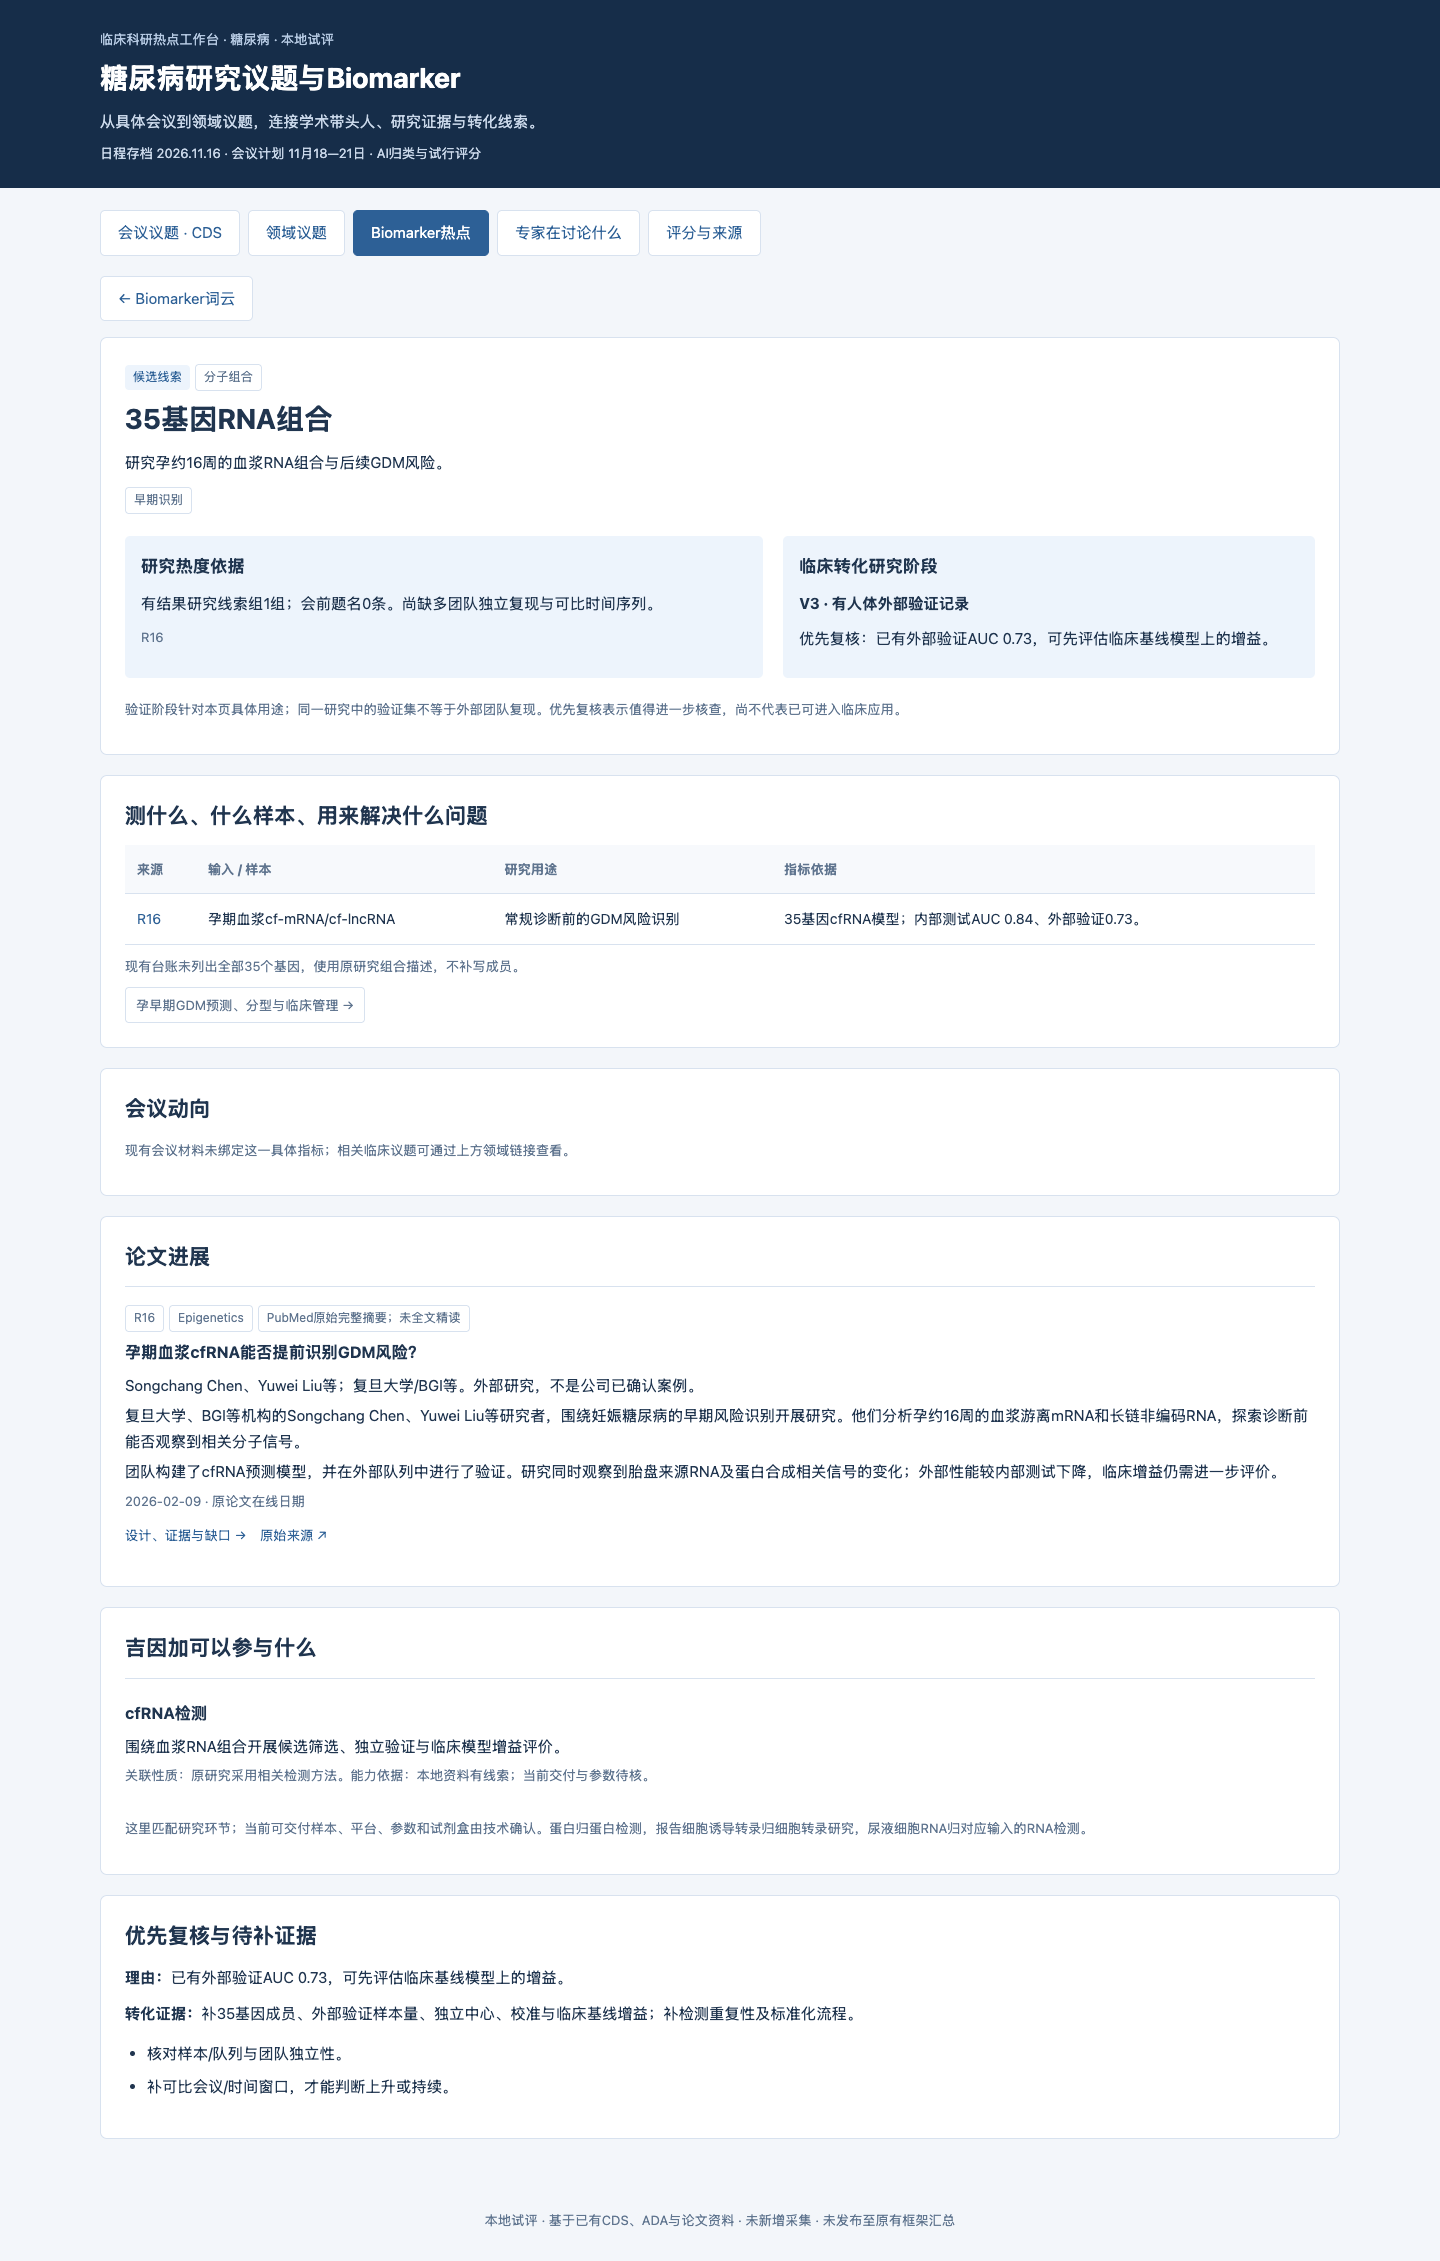 临床科研热点工作台 · 糖尿病 · 本地试评
糖尿病研究议题与Biomarker
从具体会议到领域议题，连接学术带头人、研究证据与转化线索。
日程存档 2026.11.16 · 会议计划 11月18—21日 · AI归类与试行评分
会议议题 · CDS
领域议题
Biomarker热点
专家在讨论什么
评分与来源
← Biomarker词云
候选线索 分子组合
35基因RNA组合
研究孕约16周的血浆RNA组合与后续GDM风险。
早期识别
研究热度依据
有结果研究线索组1组；会前题名0条。尚缺多团队独立复现与可比时间序列。
R16
临床转化研究阶段
V3 · 有人体外部验证记录
优先复核：已有外部验证AUC 0.73，可先评估临床基线模型上的增益。
验证阶段针对本页具体用途；同一研究中的验证集不等于外部团队复现。优先复核表示值得进一步核查，尚不代表已可进入临床应用。
测什么、什么样本、用来解决什么问题
来源 输入 / 样本 研究用途 指标依据
R16 孕期血浆cf-mRNA/cf-lncRNA 常规诊断前的GDM风险识别 35基因cfRNA模型；内部测试AUC 0.84、外部验证0.73。
现有台账未列出全部35个基因，使用原研究组合描述，不补写成员。
孕早期GDM预测、分型与临床管理 →
会议动向
现有会议材料未绑定这一具体指标；相关临床议题可通过上方领域链接查看。
论文进展
R16 Epigenetics PubMed原始完整摘要；未全文精读
孕期血浆cfRNA能否提前识别GDM风险？
Songchang Chen、Yuwei Liu等；复旦大学/BGI等。外部研究，不是公司已确认案例。
复旦大学、BGI等机构的Songchang Chen、Yuwei Liu等研究者，围绕妊娠糖尿病的早期风险识别开展研究。他们分析孕约16周的血浆游离mRNA和长链非编码RNA，探索诊断前
能否观察到相关分子信号。
团队构建了cfRNA预测模型，并在外部队列中进行了验证。研究同时观察到胎盘来源RNA及蛋白合成相关信号的变化；外部性能较内部测试下降，临床增益仍需进一步评价。
2026-02-09 · 原论文在线日期
设计、证据与缺口 → 原始来源 ↗
吉因加可以参与什么
cfRNA检测
围绕血浆RNA组合开展候选筛选、独立验证与临床模型增益评价。
关联性质：原研究采用相关检测方法。能力依据：本地资料有线索；当前交付与参数待核。
这里匹配研究环节；当前可交付样本、平台、参数和试剂盒由技术确认。蛋白归蛋白检测，报告细胞诱导转录归细胞转录研究，尿液细胞RNA归对应输入的RNA检测。
优先复核与待补证据
理由：已有外部验证AUC 0.73，可先评估临床基线模型上的增益。
转化证据：补35基因成员、外部验证样本量、独立中心、校准与临床基线增益；补检测重复性及标准化流程。
• 核对样本/队列与团队独立性。
• 补可比会议/时间窗口，才能判断上升或持续。
本地试评 · 基于已有CDS、ADA与论文资料 · 未新增采集 · 未发布至原有框架汇总